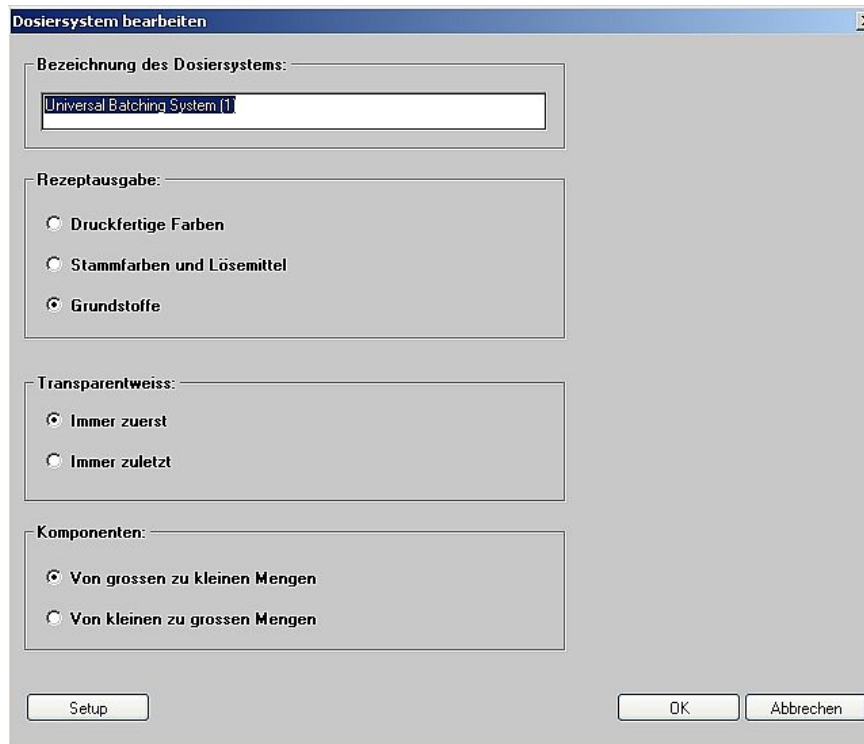 Dosiersystem bearbeiten
Bezeichnung des Dosiersystems:
Universal Batching System (1)
Rezeptausgabe:
Druckfertige Farben
Stammfarben und Lösemittel
Grundstoffe
Transparentweiss:
Immer zuerst
Immer zuletzt
Komponenten:
Von grossen zu kleinen Mengen
Von kleinen zu grossen Mengen
Setup
OK
Abbrechen